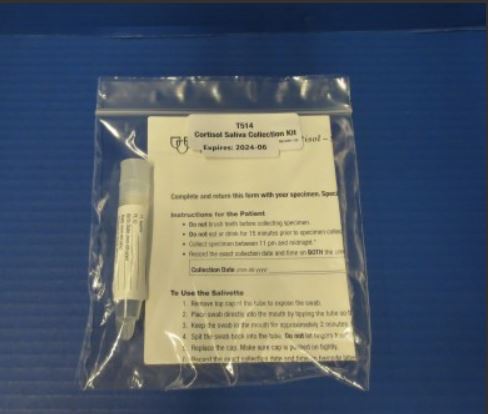 T514
Cortisol Saliva Collection Kit
Expires: 2024-06
Complete and return this form with your specimen.
Instructions for the Patient
• Do not brush teeth before collecting specimen.
• Do not eat or drink for 15 minutes prior to specimen
• Collect specimen between 11 pm and midnight.*
• Record the exact collection date and time on BOTH the
Collection Date
To Use the Salivette
1. Remove top cap of the tube to expose the swab.
2. Place swab directly into the mouth by tipping the tube so
3. Keep the swab in the mouth for approximately 2 minutes
4. Spit the swab back into the tube. Do not let
5. Replace the cap. Make sure cap is pushed on tightly.
6. Record the exact collection date and time on